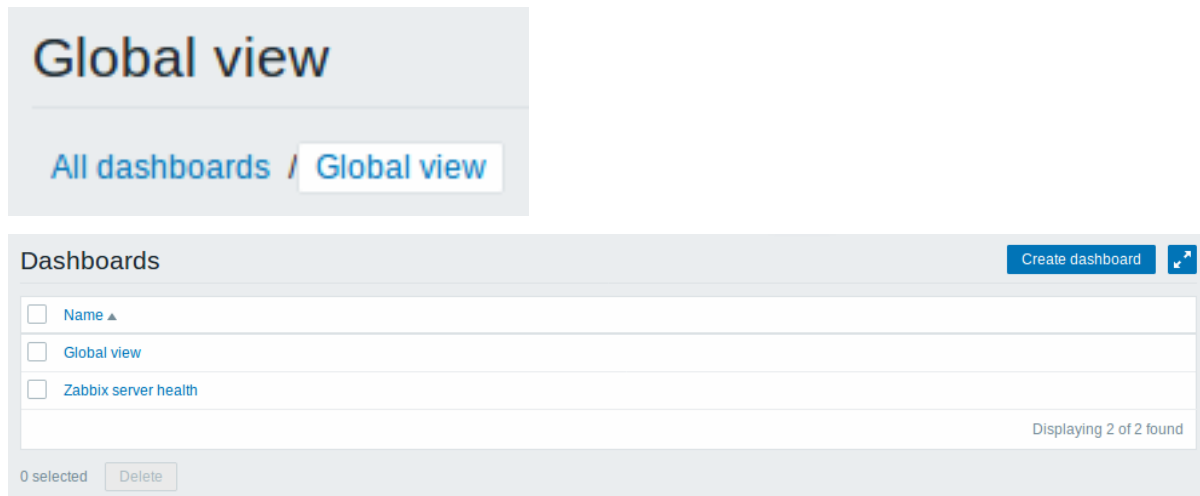 Global view
All dashboards / Global view
Dashboards
Create dashboard
Name
Global view
Zabbix server health
Displaying 2 of 2 found
0 selected Delete